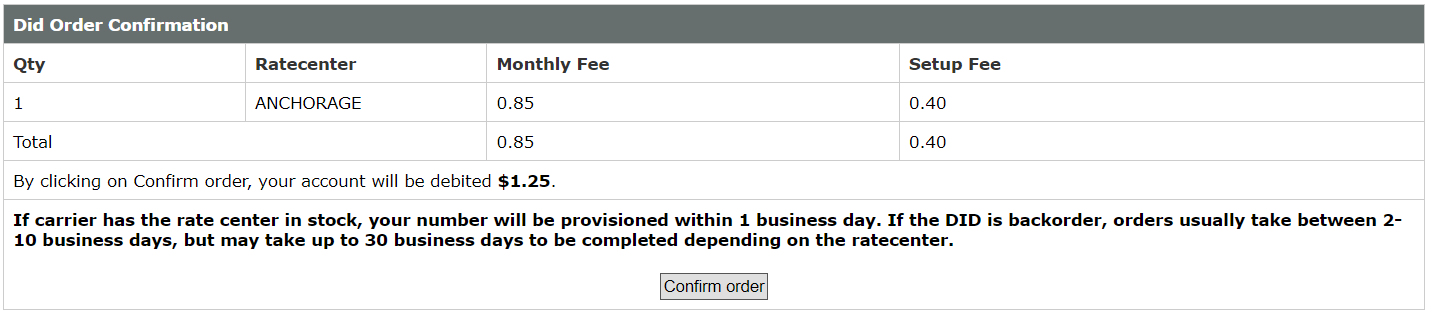 Did Order Confirmation
Qty Ratecenter Monthly Fee Setup Fee
1 ANCHORAGE 0.85 0.40
Total 0.85 0.40
By clicking on Confirm order, your account will be debited $1.25.
If carrier has the rate center in stock, your number will be provisioned within 1 business day. If the DID is backorder, orders usually take between 2-
10 business days, but may take up to 30 business days to be completed depending on the ratecenter.
Confirm order